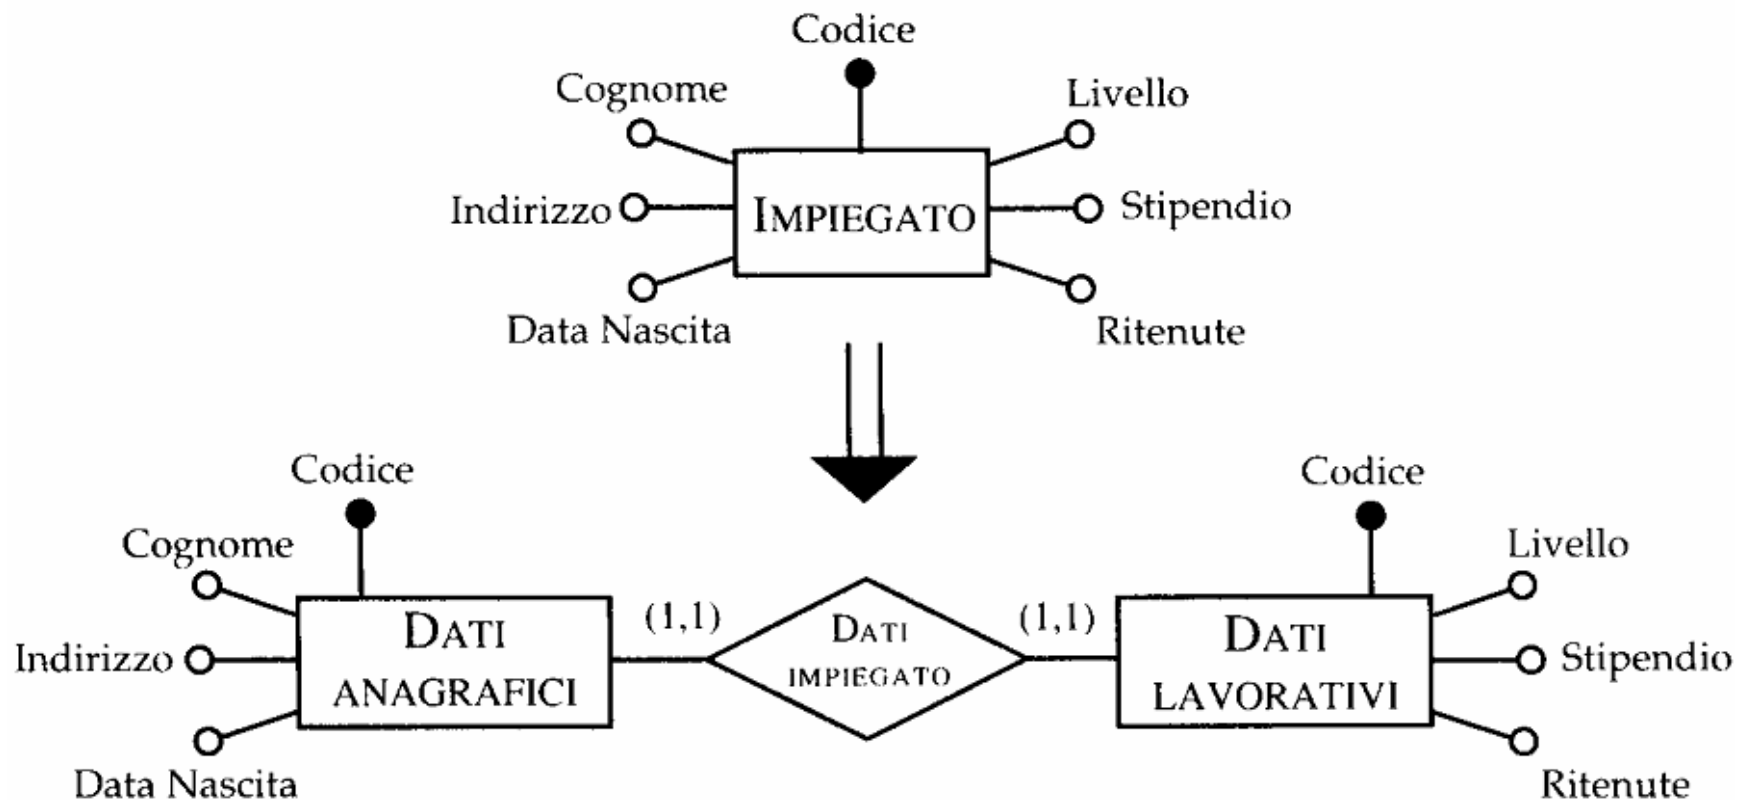 Codice
Cognome
Livello
Indirizzo
IMPIEGATO
Stipendio
Data Nascita
Ritenute
Codice
Codice
Cognome
Livello
DATI
ANAGRAFICI
(1,1)
DATI
IMPIEGATO
(1,1)
DATI
LAVORATIVI
Indirizzo
Stipendio
Data Nascita
Ritenute